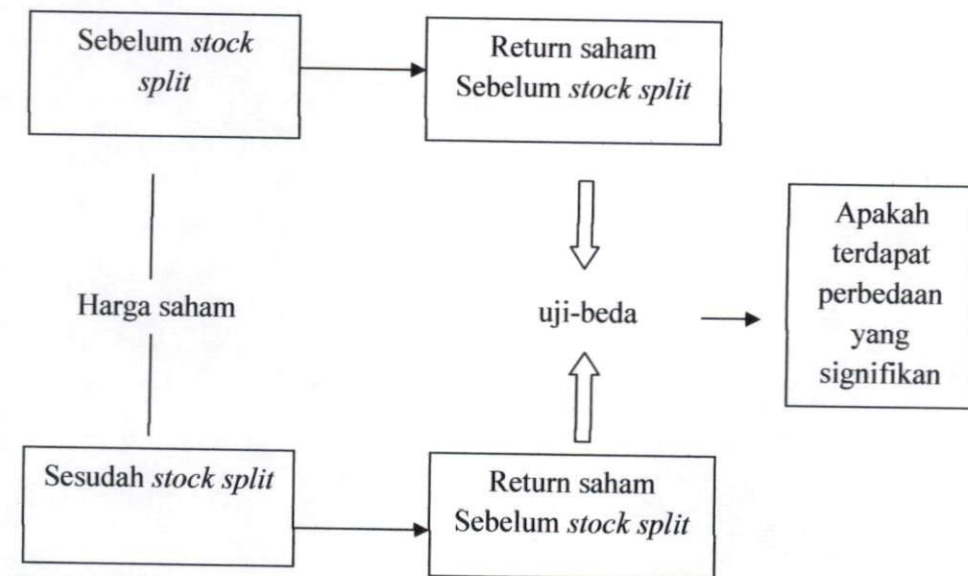 Sebelum stock
split
Return saham
Sebelum stock split
Harga saham
uji-beda
Apakah
terdapat
perbedaan
yang
signifikan
Sesudah stock split
Return saham
Sebelum stock split